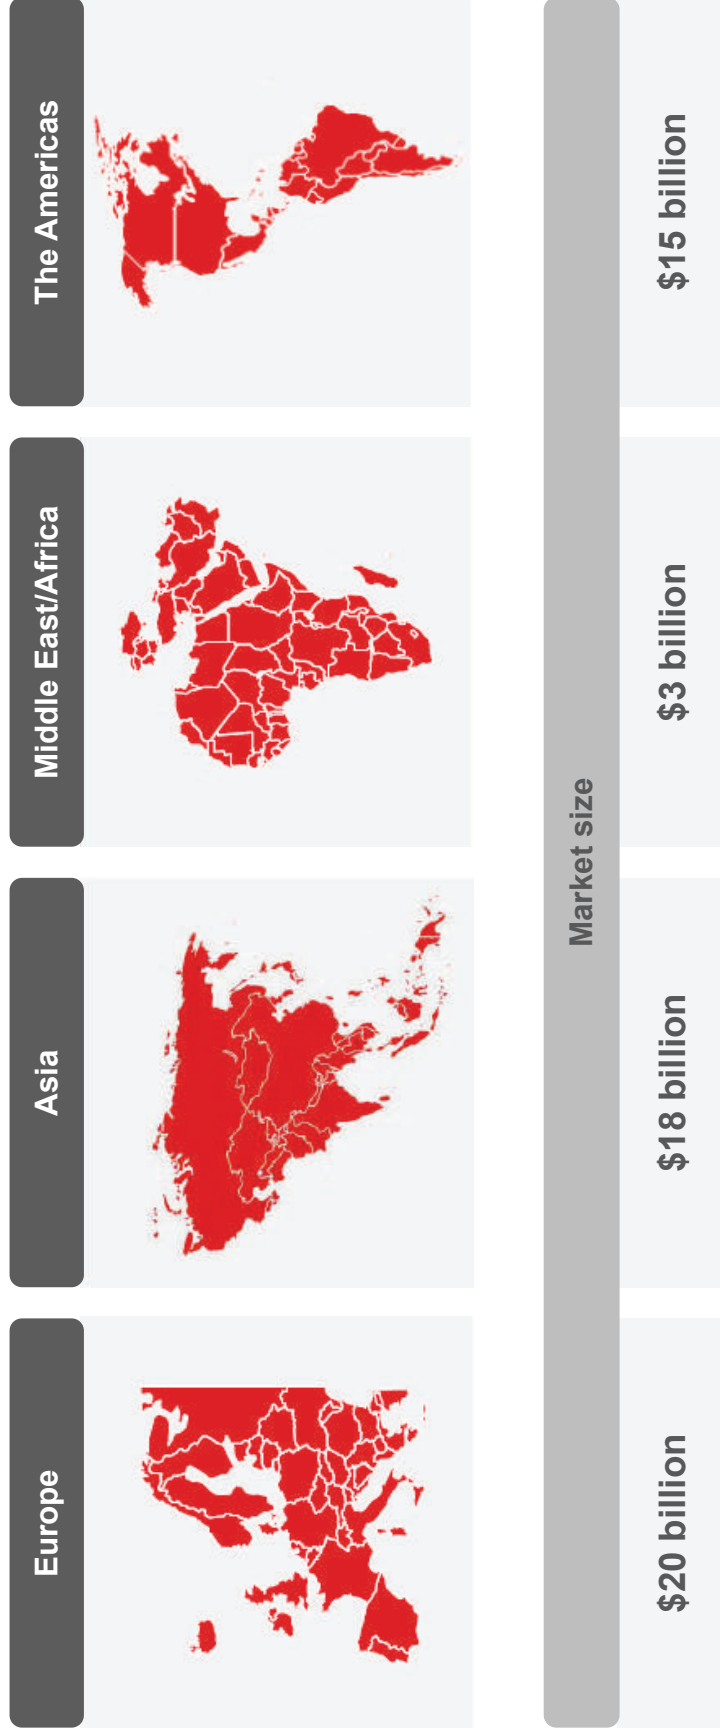 Europe
Asia
Middle East/Africa
The Americas
Market size
$20 billion
$18 billion
$3 billion
$15 billion